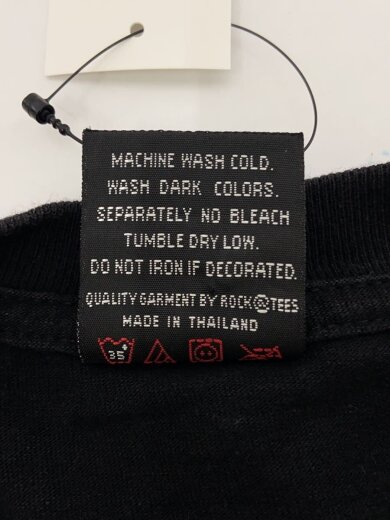 MACHINE WASH COLD.
WASH DARK COLORS.
SEPARATELY NO BLEACH
TUMBLE DRY LOW.
DO NOT IRON IF DECORATED.
QUALITY GARMENT BY ROCK TEES
MADE IN THAILAND
35